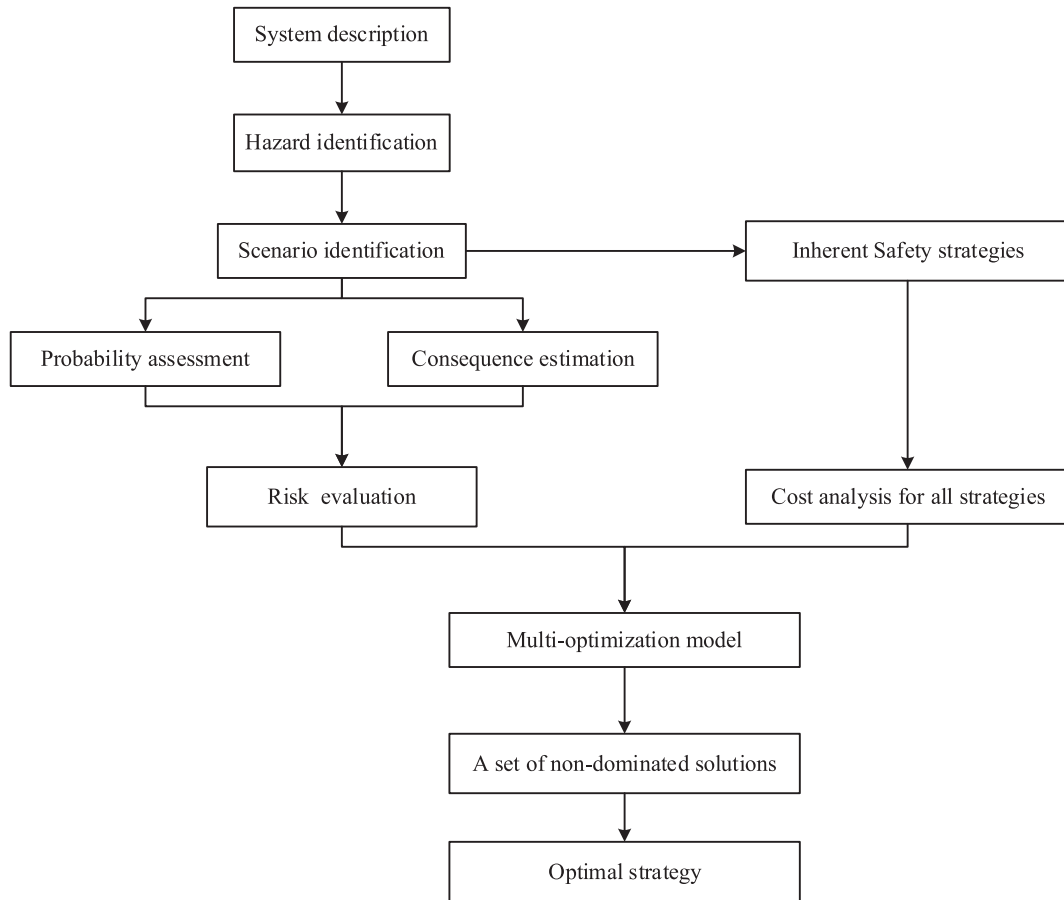 System description
Hazard identification
Scenario identification
Inherent Safety strategies
Probability assessment
Consequence estimation
Risk evaluation
Cost analysis for all strategies
Multi-optimization model
A set of non-dominated solutions
Optimal strategy